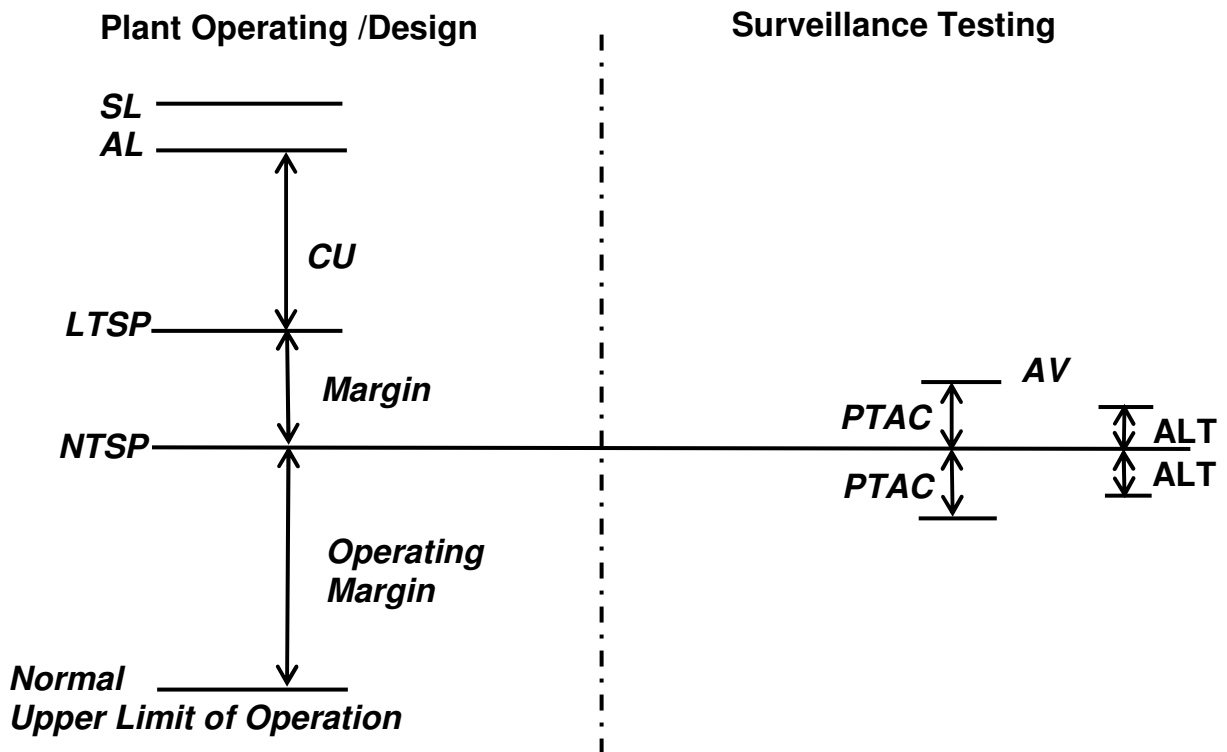 Plant Operating /Design
Surveillance Testing
SL
AL
CU
LTSP
Margin
AV
PTAC
ALT
NTSP
PTAC
ALT
Operating
Margin
Normal
Upper Limit of Operation